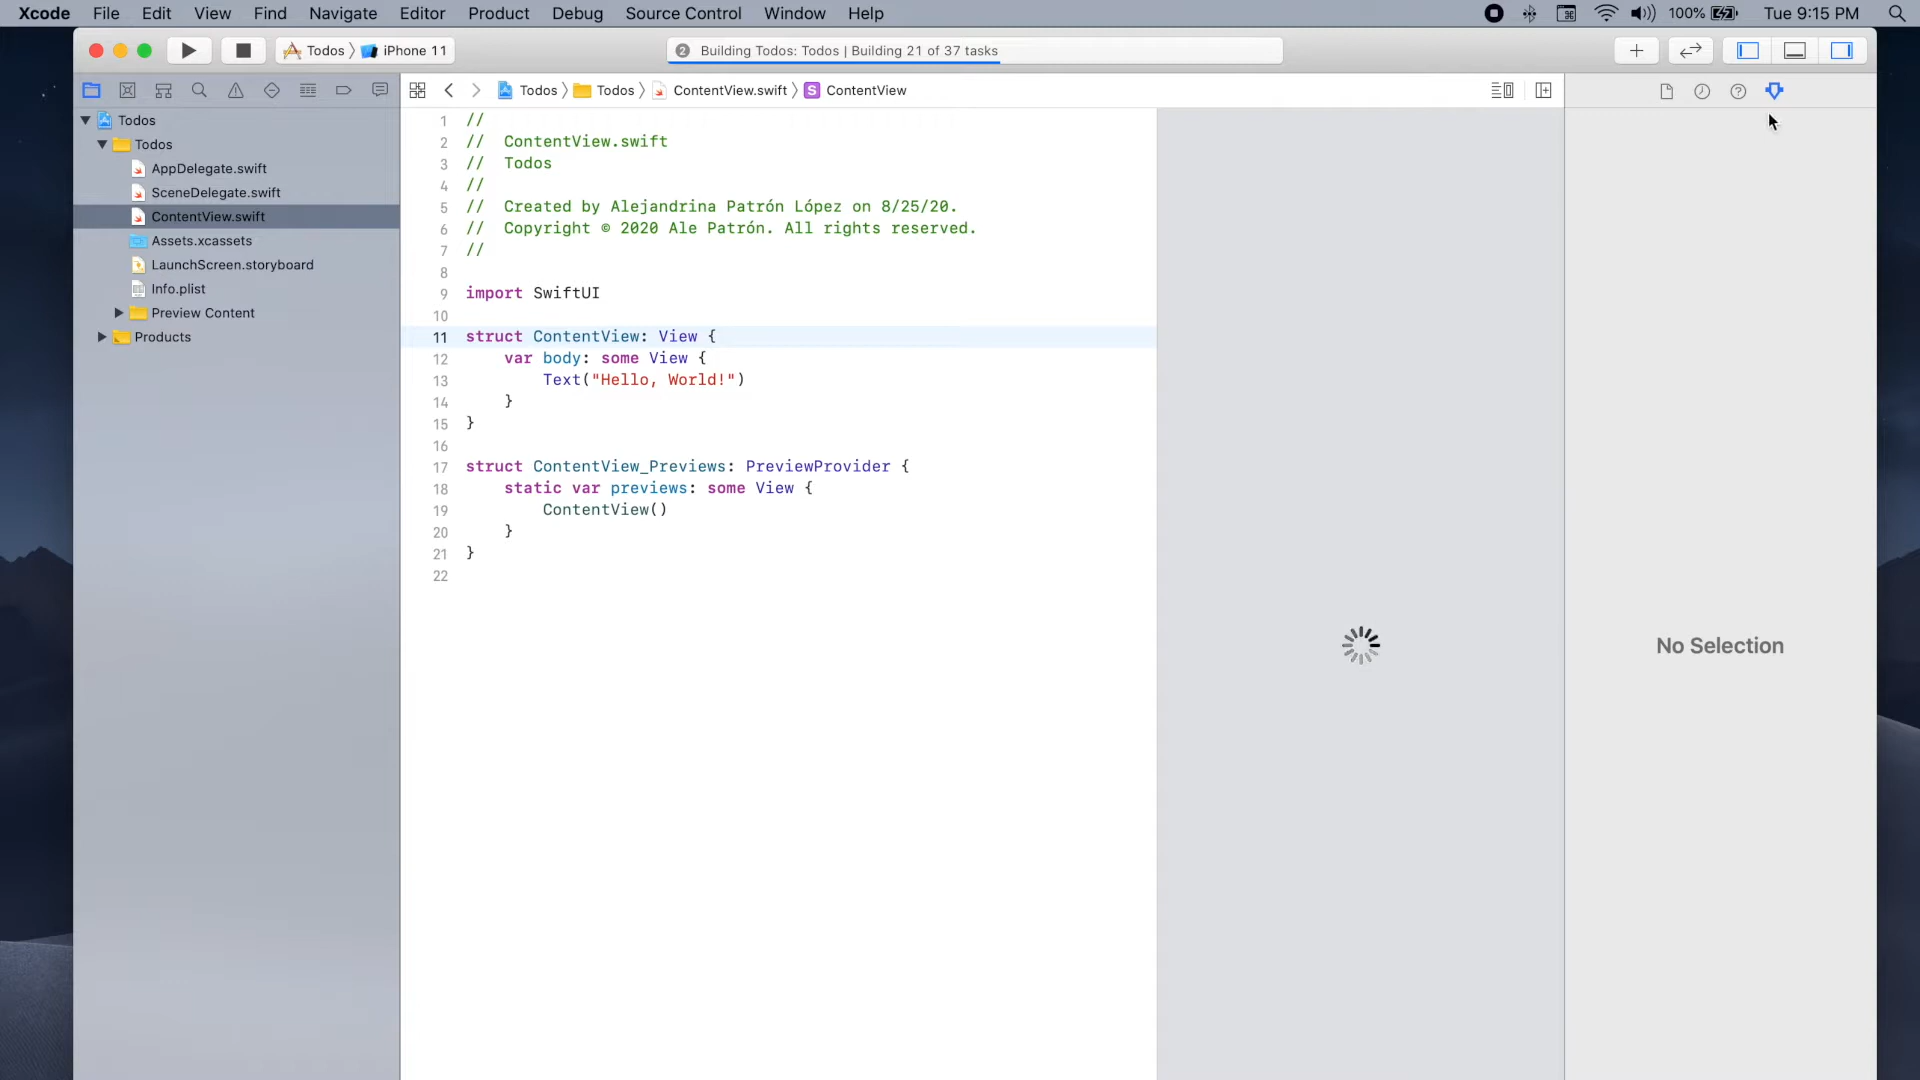 Xcode File Edit View Find Navigate Editor Product Debug Source Control Window Help 100% Tue 9:15 PM
Todos iPhone 11 2 Building Todos: Todos | Building 21 of 37 tasks
Todos Todos ContentView.swift S ContentView
Todos
Todos
AppDelegate.swift
SceneDelegate.swift
ContentView.swift
Assets.xcassets
LaunchScreen.storyboard
Info.plist
Preview Content
Products
1 //
2 // ContentView.swift
3 // Todos
4 //
5 // Created by Alejandrina Patrón López on 8/25/20.
6 // Copyright © 2020 Ale Patrón. All rights reserved.
7 //
8
9 import SwiftUI
10
11 struct ContentView: View {
12 var body: some View {
13 Text("Hello, World!")
14 }
15 }
16
17 struct ContentView_Previews: PreviewProvider {
18 static var previews: some View {
19 ContentView()
20 }
21 }
22
No Selection